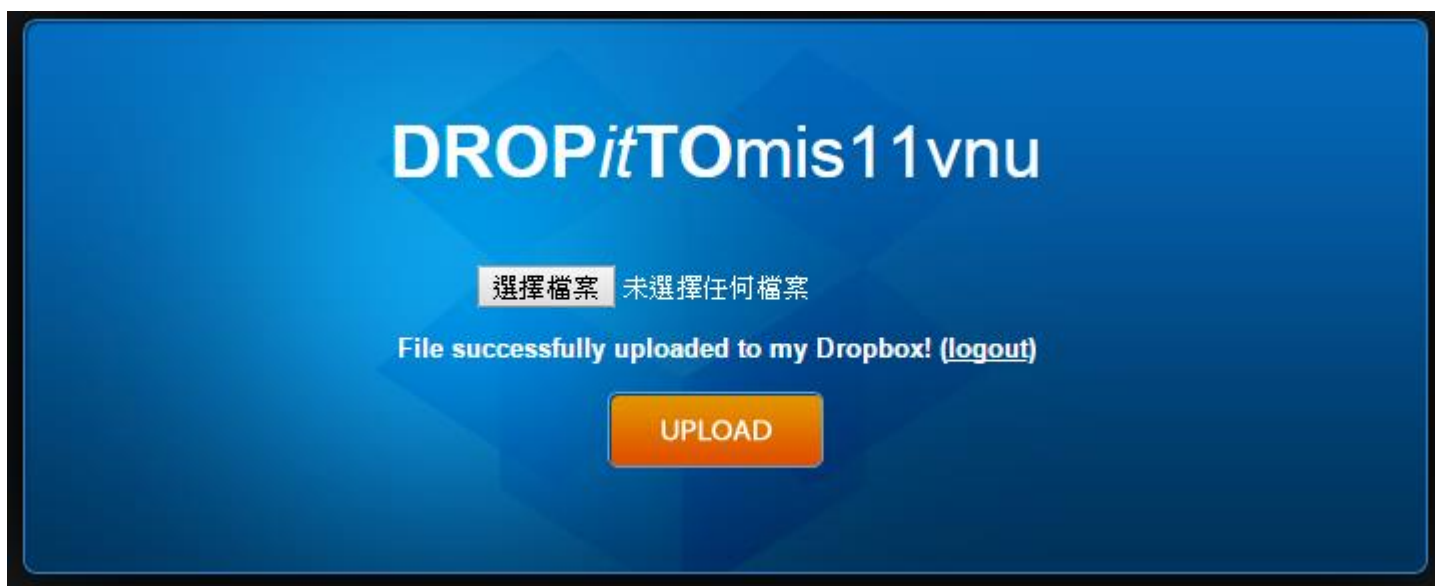 DROPitTOmis11vnu
選擇檔案 未選擇任何檔案
File successfully uploaded to my Dropbox! (logout)
UPLOAD